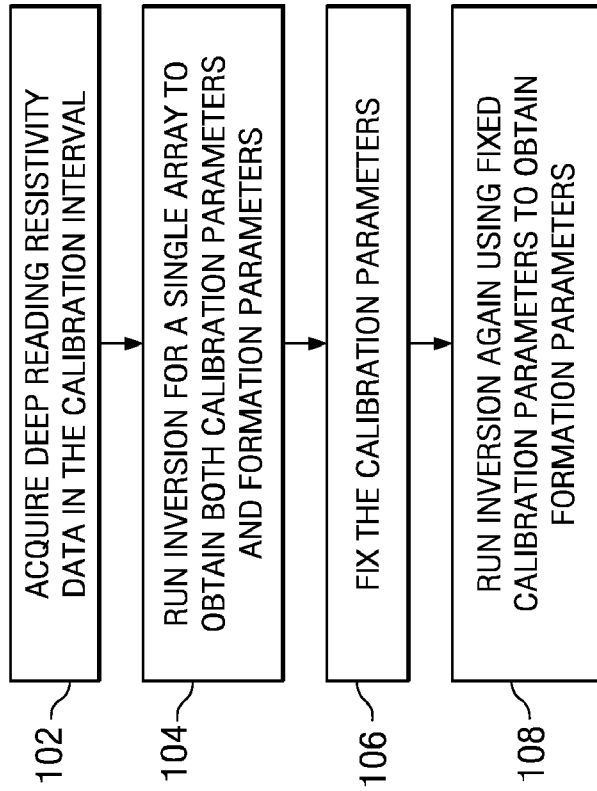 102
ACQUIRE DEEP READING RESISTIVITY
DATA IN THE CALIBRATION INTERVAL
104
RUN INVERSION FOR A SINGLE ARRAY TO
OBTAIN BOTH CALIBRATION PARAMETERS
AND FORMATION PARAMETERS
106
FIX THE CALIBRATION PARAMETERS
108
RUN INVERSION AGAIN USING FIXED
CALIBRATION PARAMETERS TO OBTAIN
FORMATION PARAMETERS